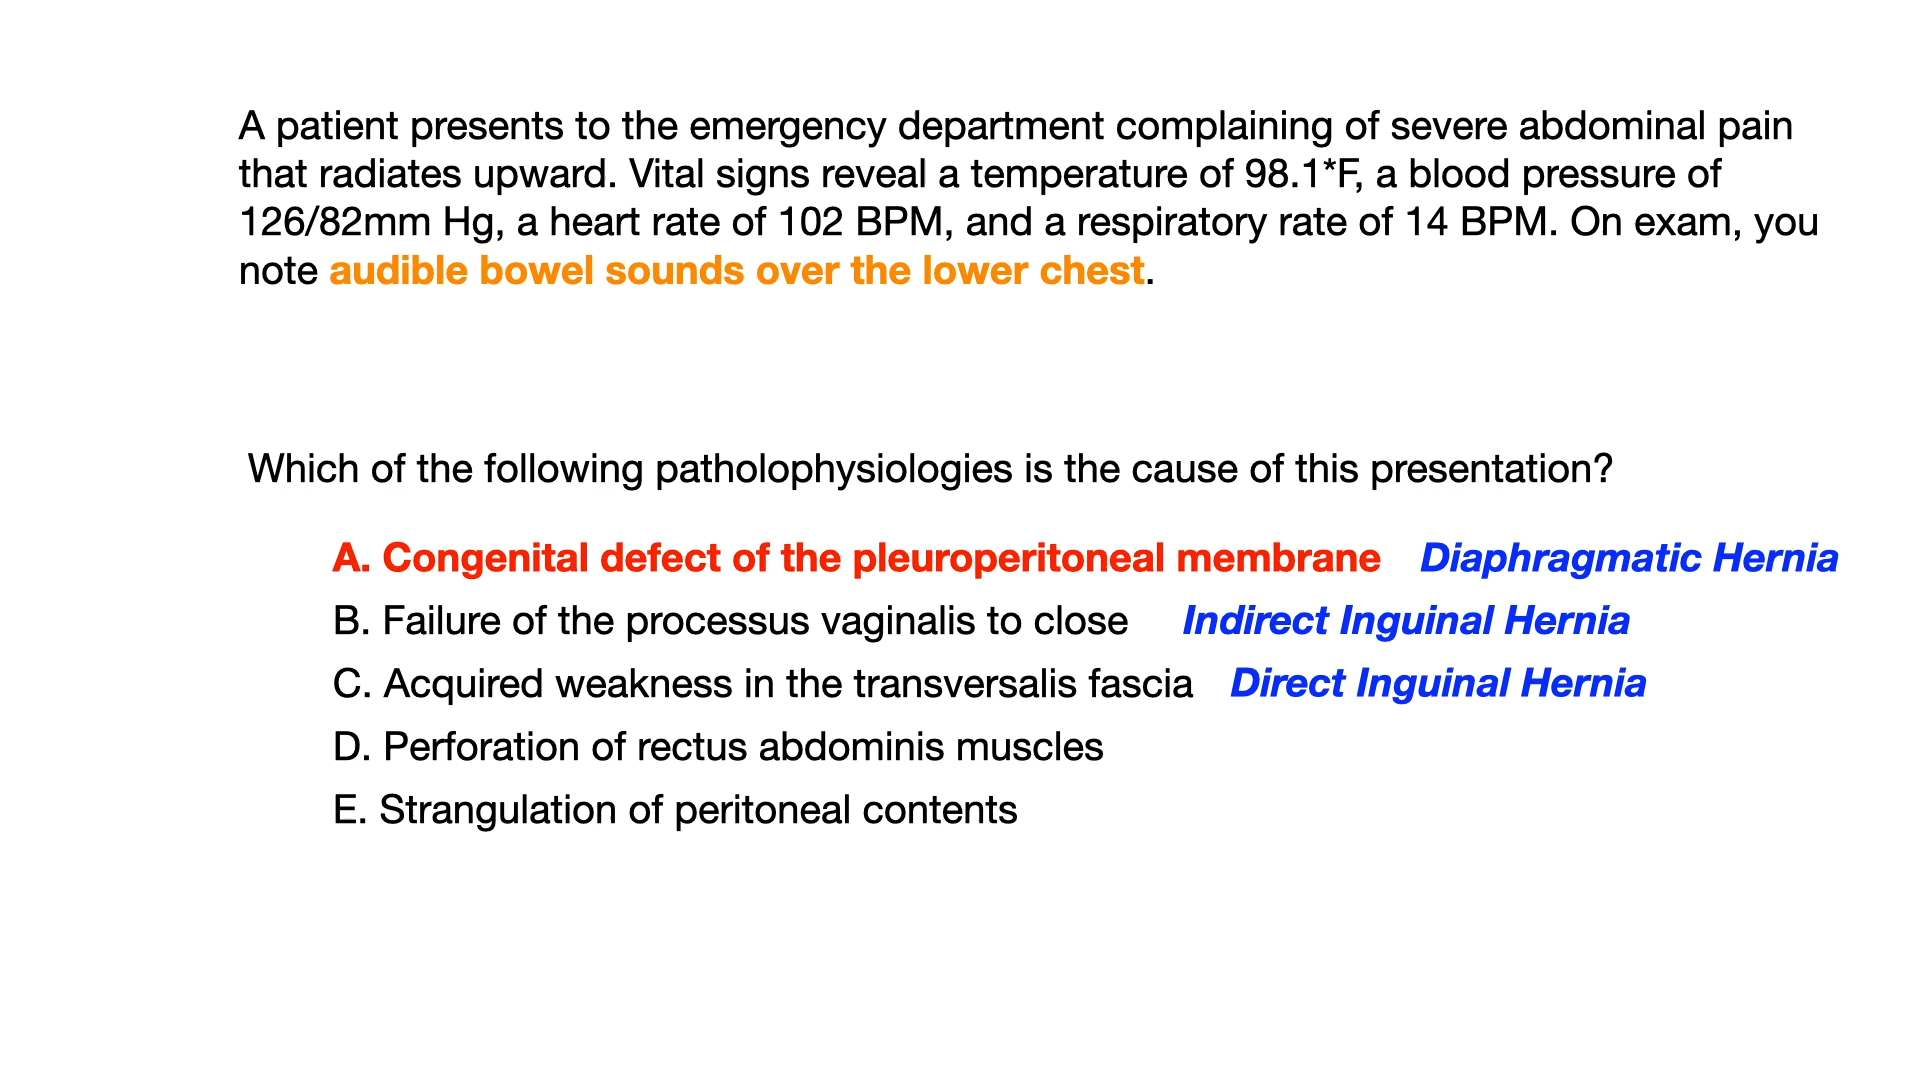 A patient presents to the emergency department complaining of severe abdominal pain
that radiates upward. Vital signs reveal a temperature of 98.1*F, a blood pressure of
126/82mm Hg, a heart rate of 102 BPM, and a respiratory rate of 14 BPM. On exam, you
note audible bowel sounds over the lower chest.
Which of the following patholophysiologies is the cause of this presentation?
A. Congenital defect of the pleuroperitoneal membrane Diaphragmatic Hernia
B. Failure of the processus vaginalis to close Indirect Inguinal Hernia
C. Acquired weakness in the transversalis fascia Direct Inguinal Hernia
D. Perforation of rectus abdominis muscles
E. Strangulation of peritoneal contents